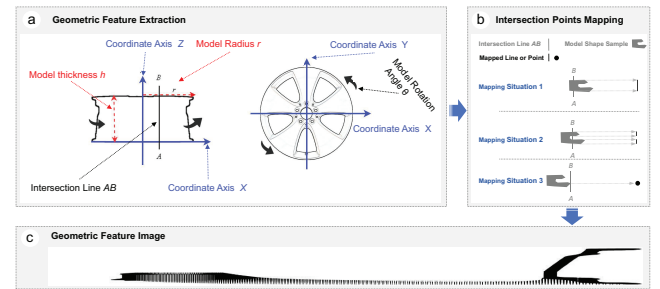 a Geometric Feature Extraction
Coordinate Axis Z
Model Radius r
Model thickness h
B
r
A
Intersection Line AB
Coordinate Axis X
Coordinate Axis Y
Model Rotation
Angle θ
Coordinate Axis X
b Intersection Points Mapping
Intersection Line AB
Model Shape Sample
Mapped Line or Point
B
Mapping Situation 1
A
B
Mapping Situation 2
A
B
Mapping Situation 3
A
c Geometric Feature Image